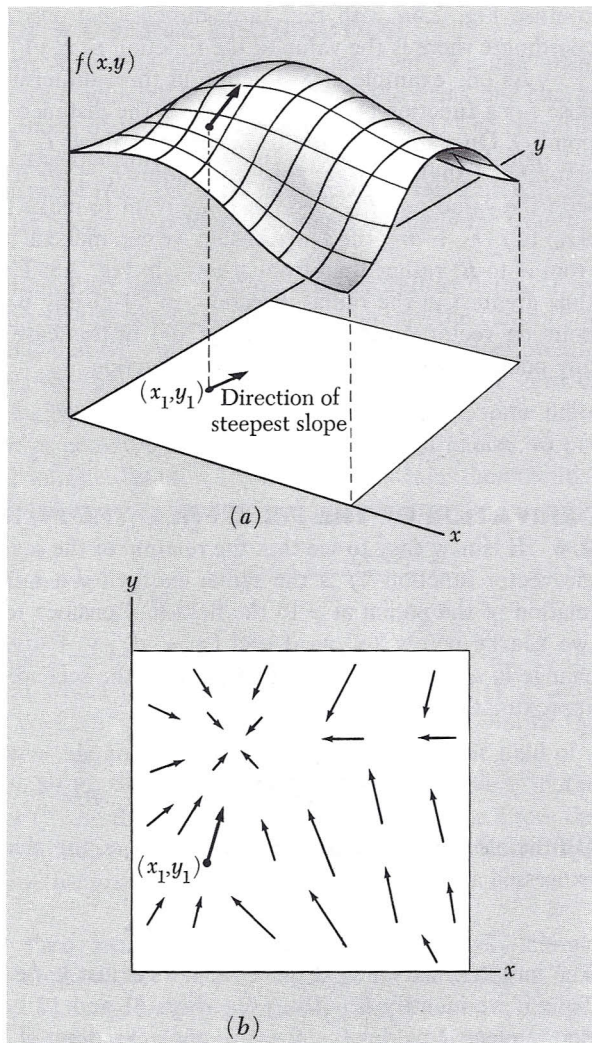 f(x,y)
y
(x₁,y₁)
Direction of
steepest slope
x
(a)
y
(x₁,y₁)
x
(b)